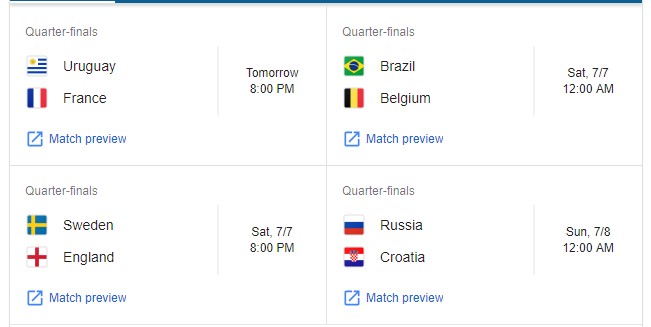 Quarter-finals
Uruguay
France
Tomorrow
8:00 PM
Match preview
Quarter-finals
Brazil
Belgium
Sat, 7/7
12:00 AM
Match preview
Quarter-finals
Sweden
England
Sat, 7/7
8:00 PM
Match preview
Quarter-finals
Russia
Croatia
Sun, 7/8
12:00 AM
Match preview